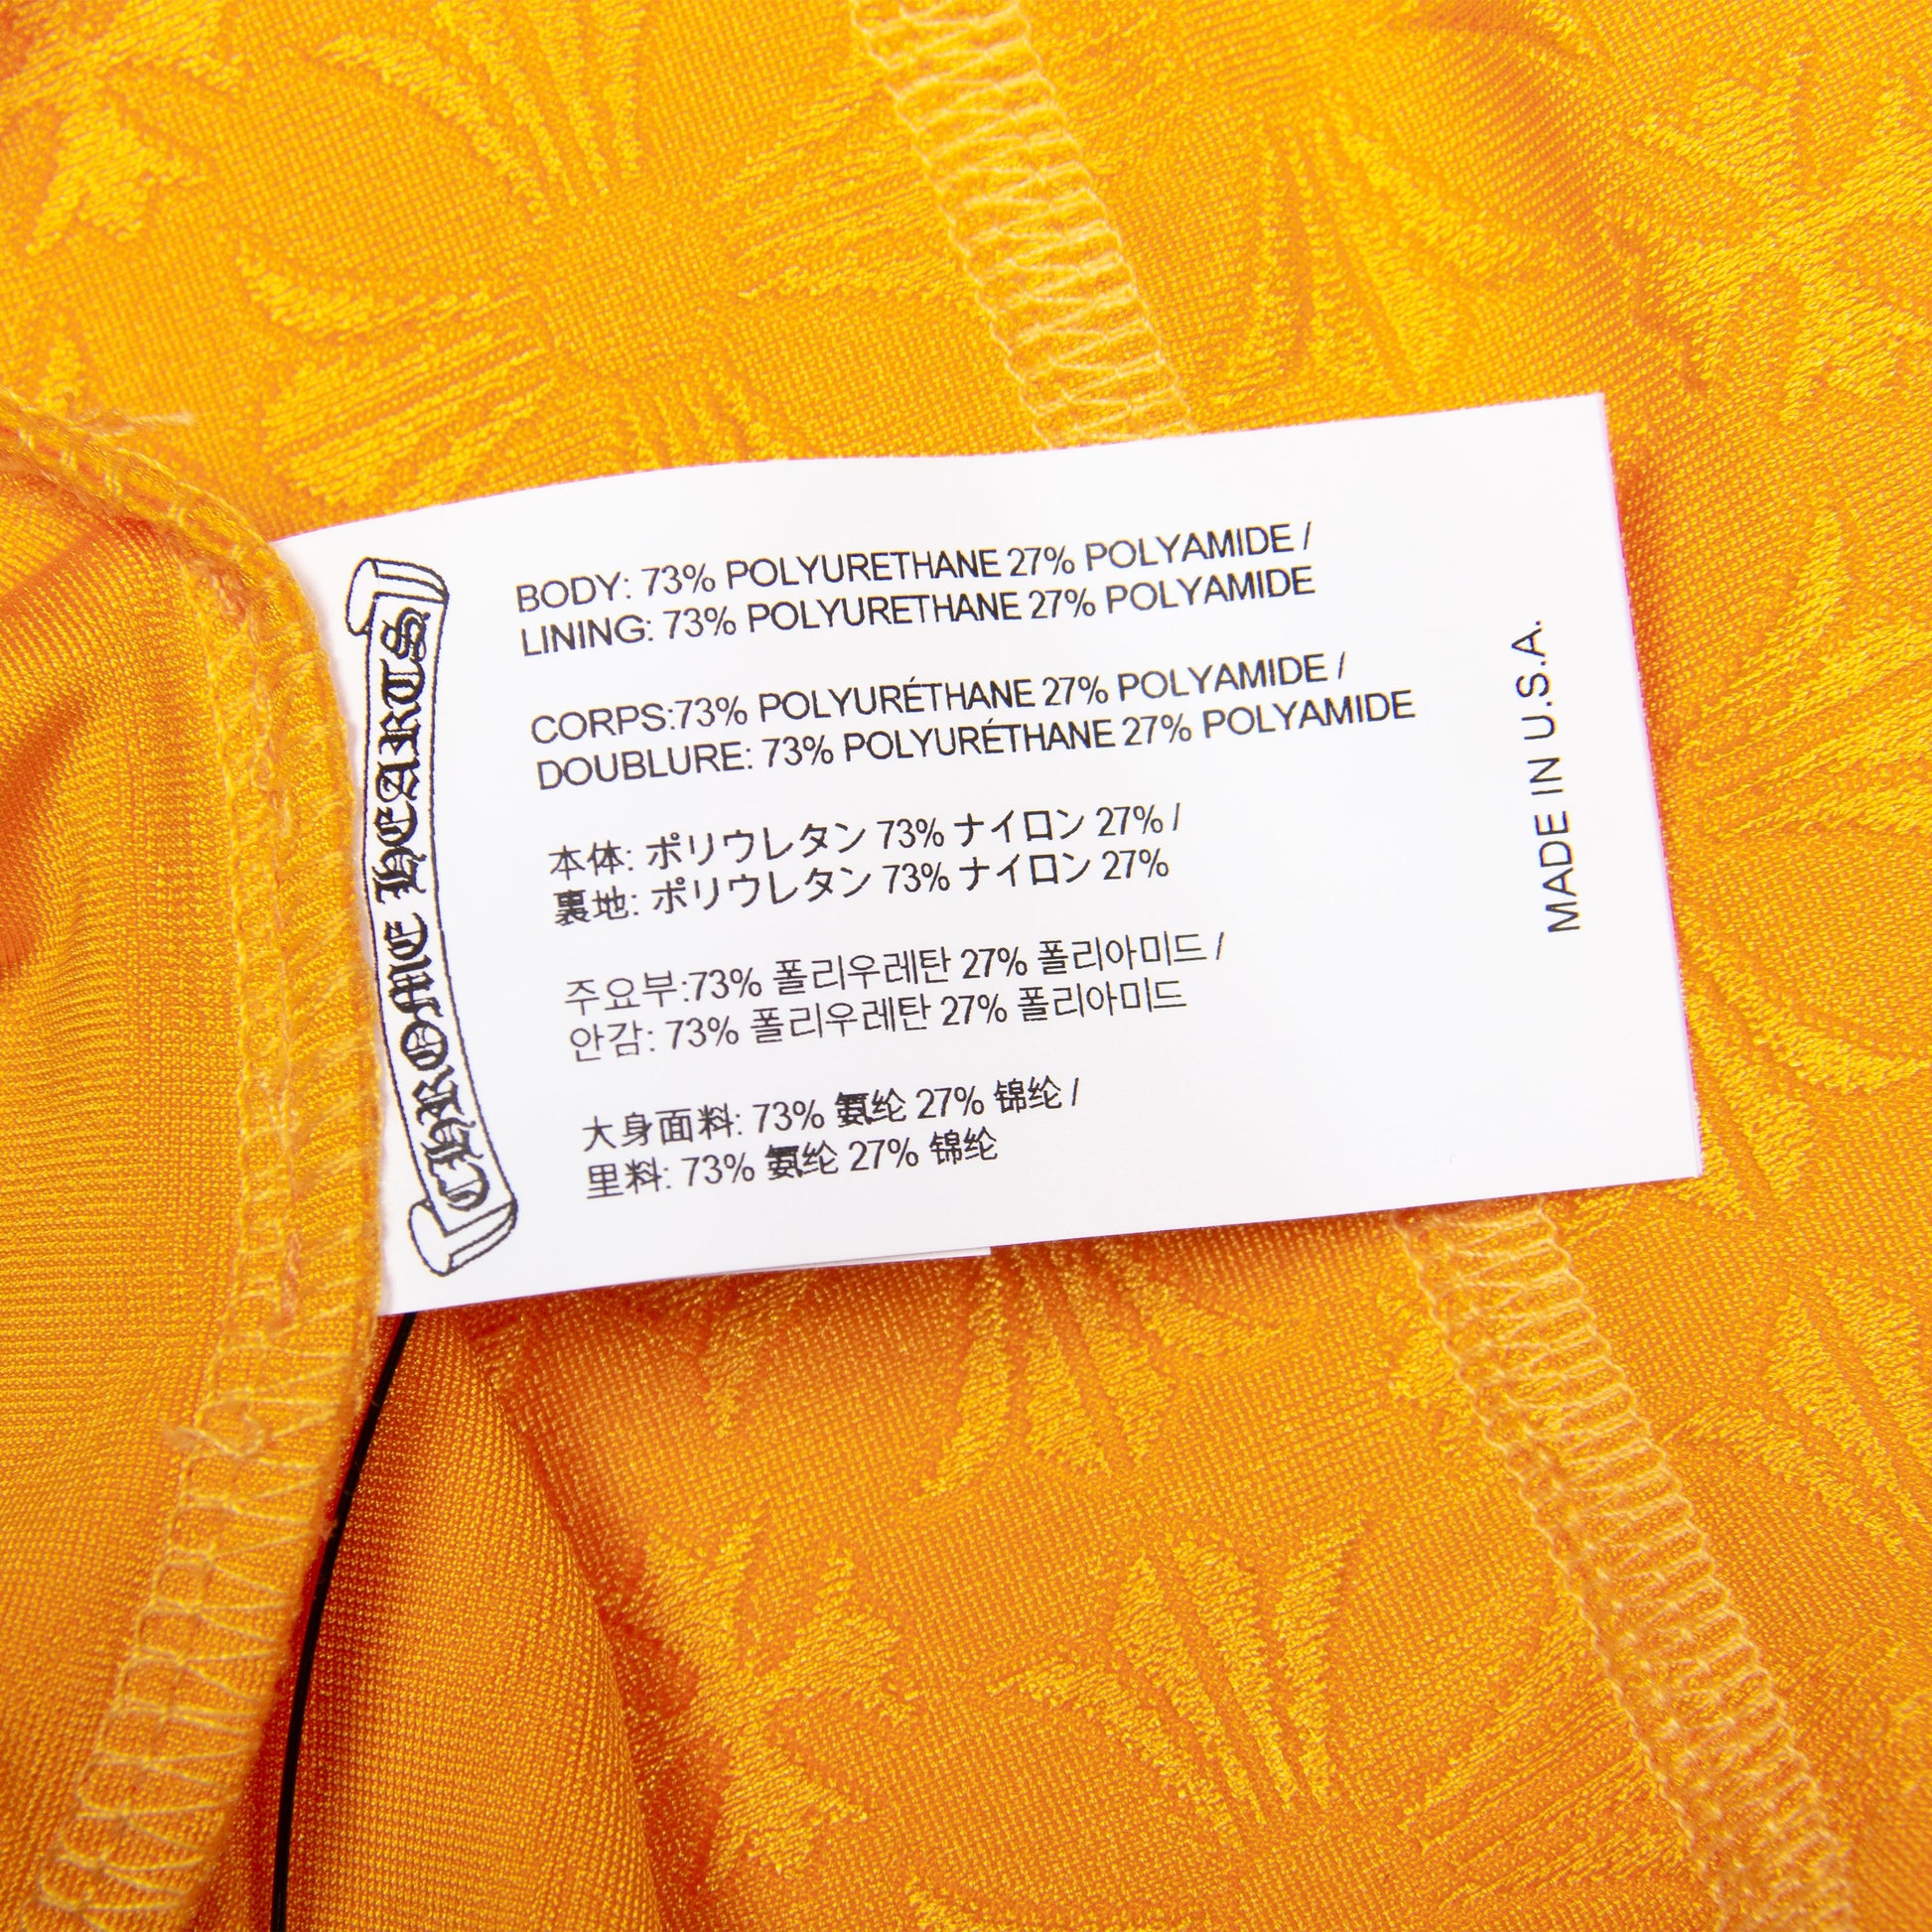 CHROME HEARTS
BODY: 73% POLYURETHANE 27% POLYAMIDE /
LINING: 73% POLYURETHANE 27% POLYAMIDE
CORPS:73% POLYURÉTHANE 27% POLYAMIDE /
DOUBLURE: 73% POLYURÉTHANE 27% POLYAMIDE
本体: ポリウレタン 73% ナイロン 27% /
裏地: ポリウレタン 73% ナイロン 27%
주요부:73% 폴리우레탄 27% 폴리아미드 /
안감: 73% 폴리우레탄 27% 폴리아미드
大身面料: 73% 氨纶 27% 锦纶 /
里料: 73% 氨纶 27% 锦纶
MADE IN U.S.A.